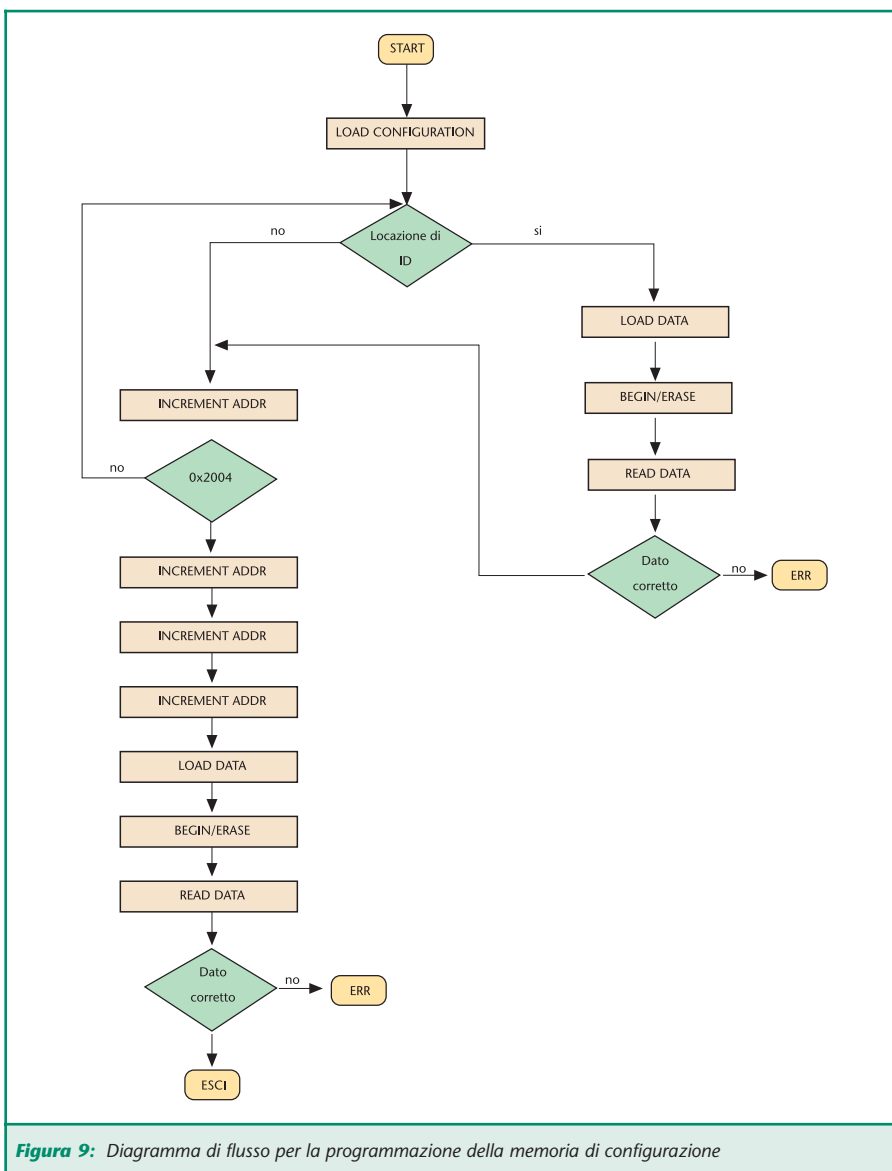 START
LOAD CONFIGURATION
no
Locazione di
ID
si
LOAD DATA
INCREMENT ADDR
BEGIN/ERASE
no
0x2004
READ DATA
INCREMENT ADDR
Dato
corretto
no
ERR
INCREMENT ADDR
INCREMENT ADDR
LOAD DATA
BEGIN/ERASE
READ DATA
Dato
corretto
no
ERR
ESCI
Figura 9: Diagramma di flusso per la programmazione della memoria di configurazione